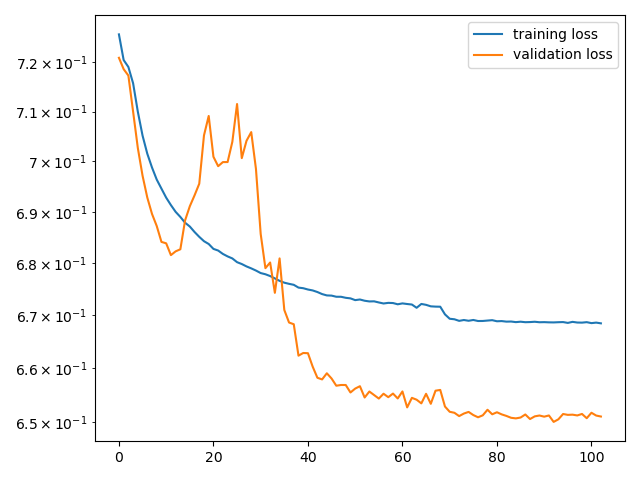 training loss
validation loss
7.2 × 10⁻¹
7.1 × 10⁻¹
7 × 10⁻¹
6.9 × 10⁻¹
6.8 × 10⁻¹
6.7 × 10⁻¹
6.6 × 10⁻¹
6.5 × 10⁻¹
0 20 40 60 80 100